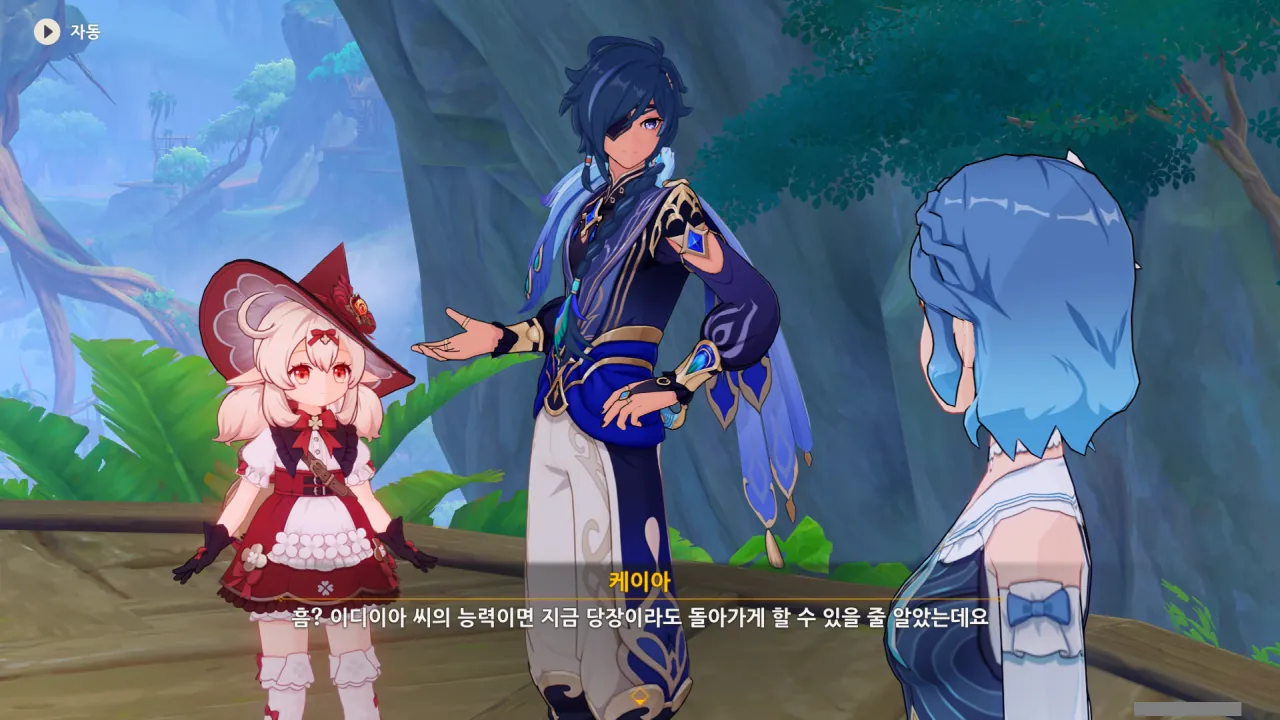 자동
케이아
흠? 이디이아 씨의 능력이면 지금 당장이라도 돌아가게 할 수 있을 줄 알았는데요